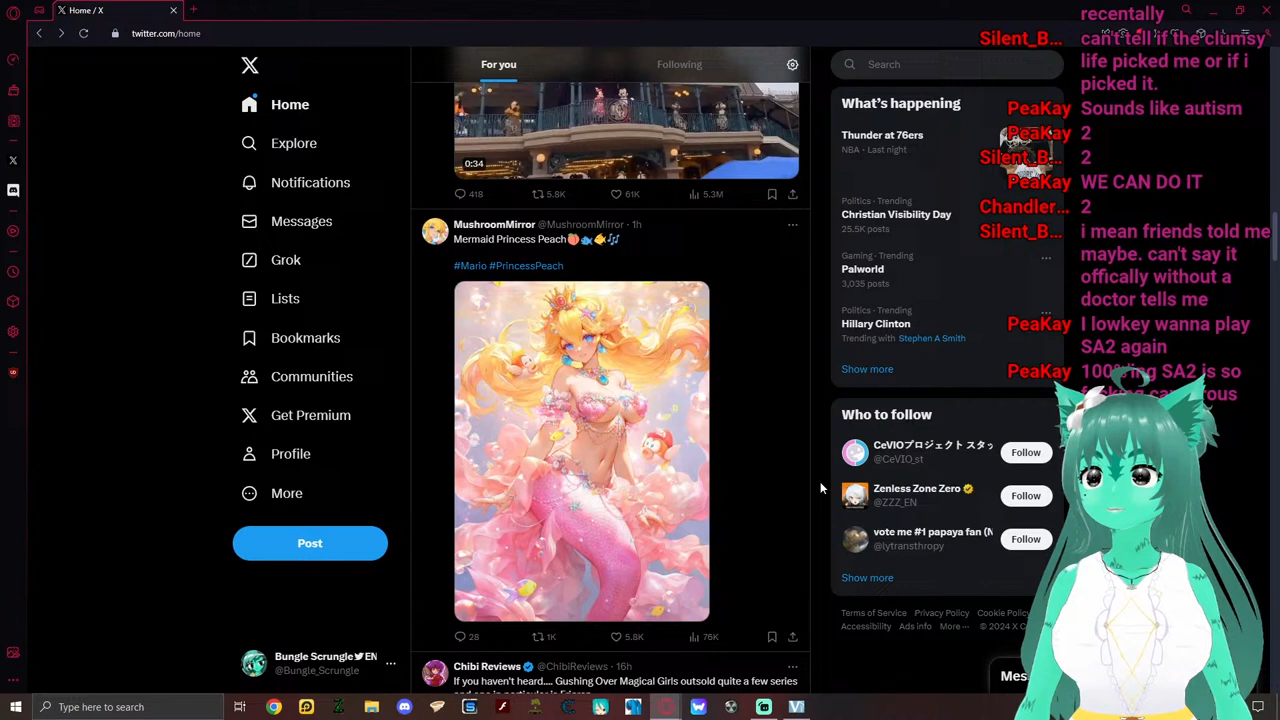 Home / X
twitter.com/home
Home
Explore
Notifications
Messages
Grok
Lists
Bookmarks
Communities
Get Premium
Profile
More
Post
Bungle Scrungle EN
@Bungle_Scrungle
For you
Following
0:34
418
5.8K
61K
5.3M
MushroomMirror @MushroomMirror · 1h
Mermaid Princess Peach
#Mario #PrincessPeach
28
1K
5.8K
76K
Chibi Reviews @ChibiReviews · 16h
If you haven't heard.... Gushing Over Magical Girls outsold quite a few series
Search
What's happening
Thunder at 76ers
NBA · Last night
Politics · Trending
Christian Visibility Day
25.5K posts
Gaming · Trending
Palworld
3,035 posts
Politics · Trending
Hillary Clinton
Trending with Stephen A Smith
Show more
Who to follow
CeVIOプロジェクト スタッ
@CeVIO_st
Follow
Zenless Zone Zero
@ZZZ_EN
Follow
vote me #1 papaya fan (N
@lytransthropy
Follow
Show more
Terms of Service Privacy Policy Cookie
Accessibility Ads info More ··· © 2024 X
recentally
Silent_B... can't tell if the clumsy
life picked me or if i
picked it.
PeaKay Sounds like autism
PeaKay 2
Silent_B... 2
PeaKay WE CAN DO IT
Chandler... 2
Silent_B... i mean friends told me
maybe. can't say it
offically without a
doctor tells me
PeaKay I lowkey wanna play
SA2 again
PeaKay 100%ing SA2 is so
Type here to search